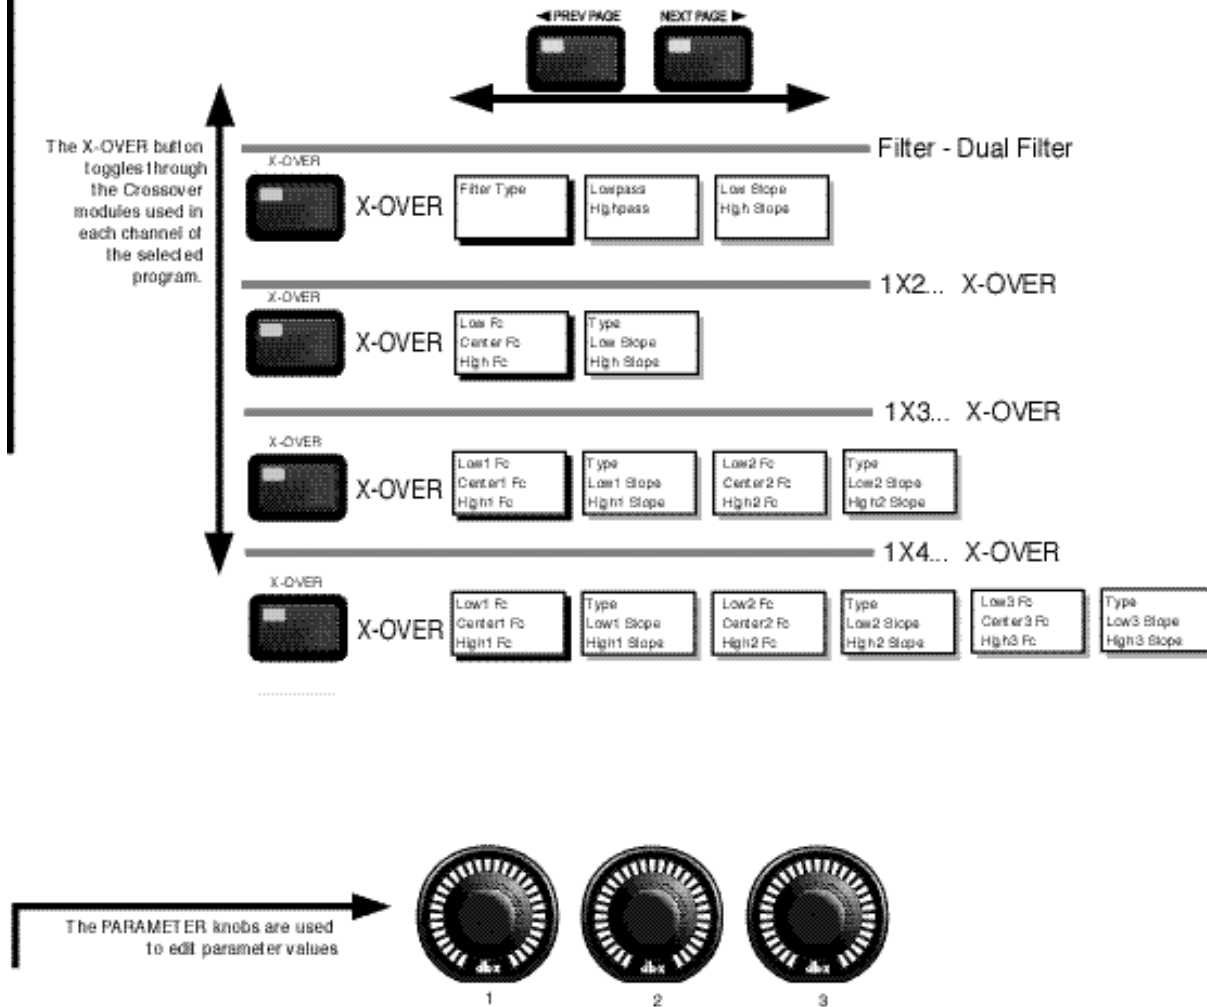 ◄ PREV PAGE NEXT PAGE ►
The X-OVER button
toggles through
the Crossover
modules used in
each channel of
the selected
program.
Filter - Dual Filter
X-OVER
X-OVER
Filter Type
Lowpass
Highpass
Low Slope
High Slope
1X2... X-OVER
X-OVER
X-OVER
Low Fc
Center Fc
High Fc
Type
Low Slope
High Slope
1X3... X-OVER
X-OVER
X-OVER
Low1 Fc
Center1 Fc
High1 Fc
Type
Low1 Slope
High1 Slope
Low2 Fc
Center2 Fc
High2 Fc
Type
Low2 Slope
High2 Slope
1X4... X-OVER
X-OVER
X-OVER
Low1 Fc
Center1 Fc
High1 Fc
Type
Low1 Slope
High1 Slope
Low2 Fc
Center2 Fc
High2 Fc
Type
Low2 Slope
High2 Slope
Low3 Fc
Center3 Fc
High3 Fc
Type
Low3 Slope
High3 Slope
The PARAMETER knobs are used
to edit parameter values
dbx dbx dbx
1 2 3